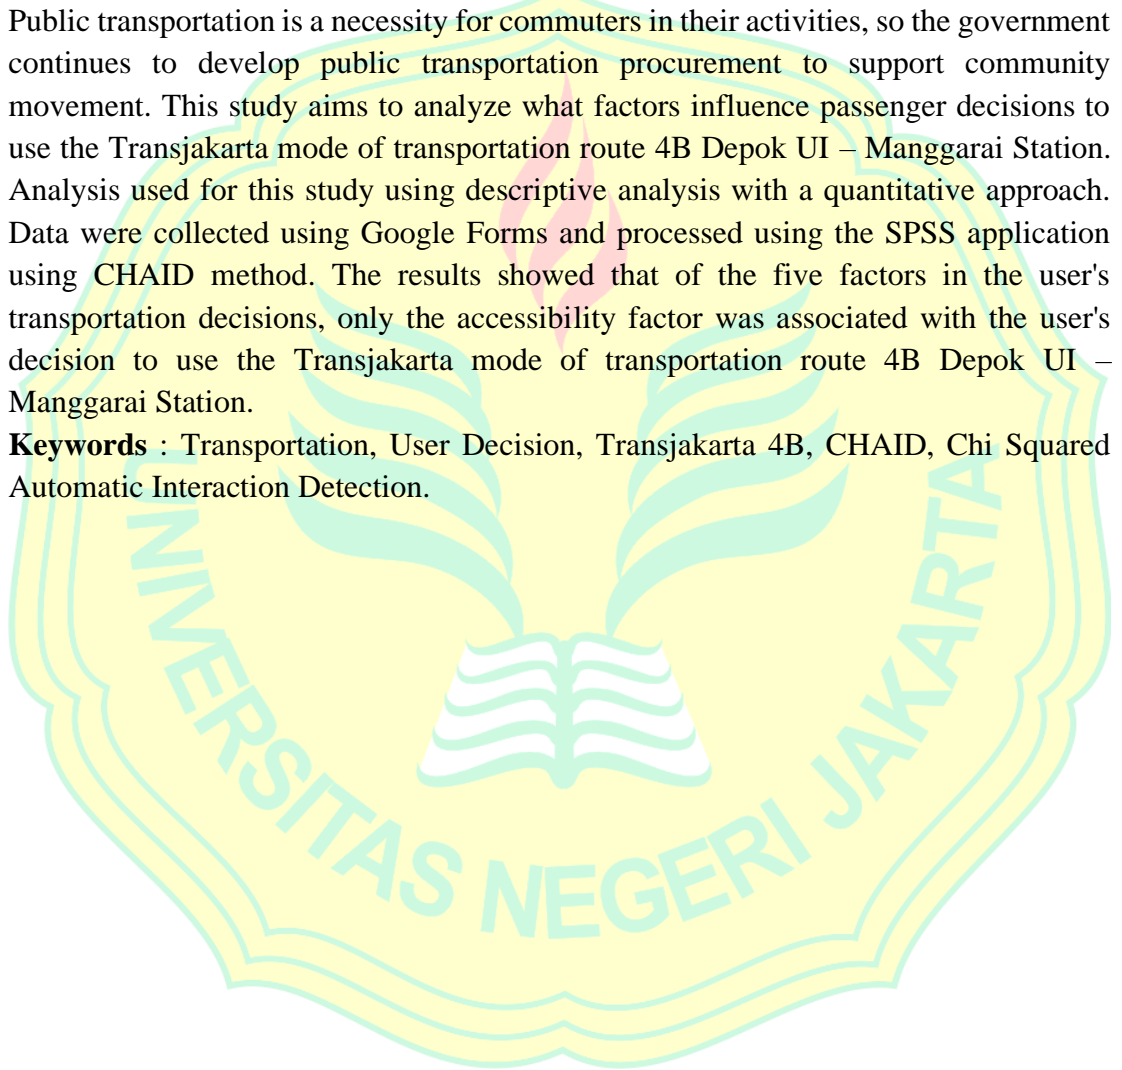 Public transportation is a necessity for commuters in their activities, so the government
continues to develop public transportation procurement to support community
movement. This study aims to analyze what factors influence passenger decisions to
use the Transjakarta mode of transportation route 4B Depok UI – Manggarai Station.
Analysis used for this study using descriptive analysis with a quantitative approach.
Data were collected using Google Forms and processed using the SPSS application
using CHAID method. The results showed that of the five factors in the user's
transportation decisions, only the accessibility factor was associated with the user's
decision to use the Transjakarta mode of transportation route 4B Depok UI –
Manggarai Station.
Keywords : Transportation, User Decision, Transjakarta 4B, CHAID, Chi Squared
Automatic Interaction Detection.
UNIVERSITAS NEGERI JAKARTA